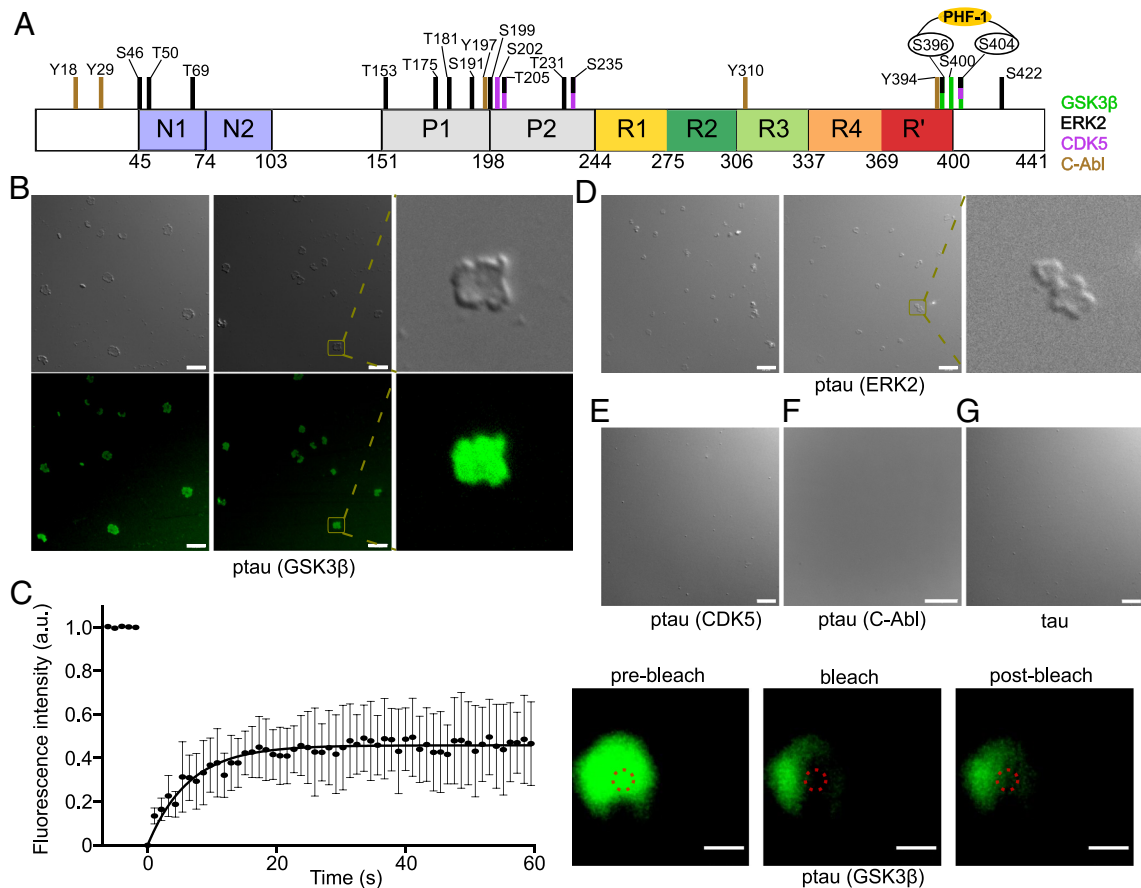 A
PHF-1
S46
T50
T69
Y18
Y29
T153
T175
T181
S191
Y197
S199
S202
T205
T231
S235
Y310
Y394
S396
S400
S404
S422
N1
N2
P1
P2
R1
R2
R3
R4
R'
45
74
103
151
198
244
275
306
337
369
400
441
GSK3β
ERK2
CDK5
C-Abl
B
ptau (GSK3β)
D
ptau (ERK2)
E
ptau (CDK5)
F
ptau (C-Abl)
G
tau
C
Fluorescence intensity (a.u.)
1.0
0.8
0.6
0.4
0.2
0
0
20
40
60
Time (s)
pre-bleach
bleach
post-bleach
ptau (GSK3β)